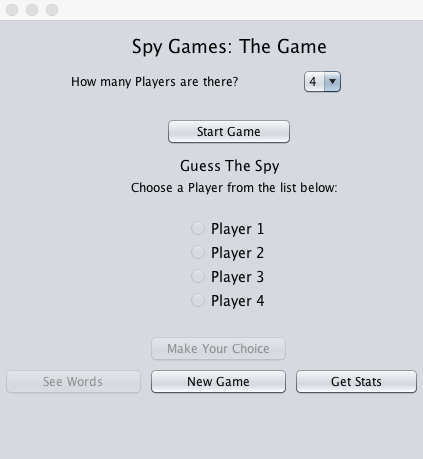 Spy Games: The Game
How many Players are there? 4
Start Game
Guess The Spy
Choose a Player from the list below:
Player 1
Player 2
Player 3
Player 4
Make Your Choice
See Words New Game Get Stats